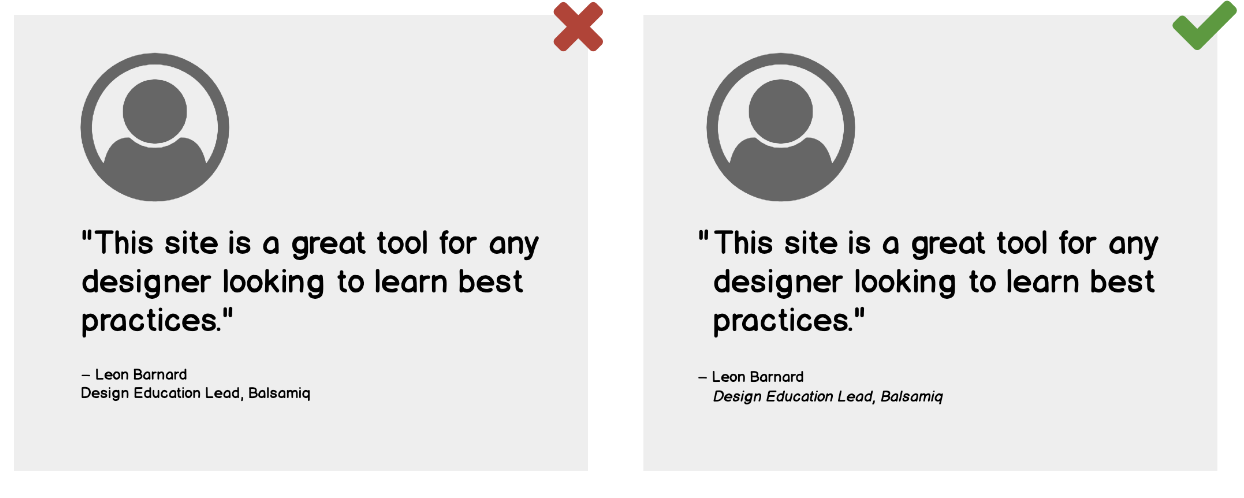 "This site is a great tool for any
designer looking to learn best
practices."
– Leon Barnard
Design Education Lead, Balsamiq
"This site is a great tool for any
designer looking to learn best
practices."
– Leon Barnard
Design Education Lead, Balsamiq